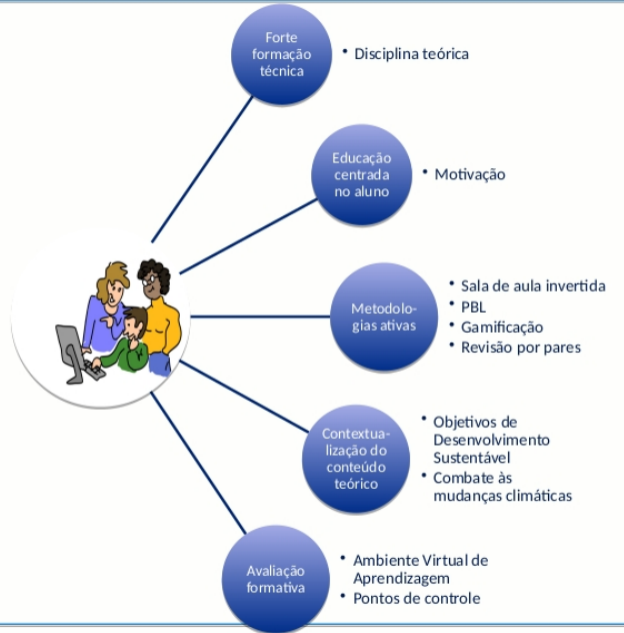 Forte
formação
técnica
• Disciplina teórica
Educação
centrada
no aluno
• Motivação
Metodolo-
gias ativas
• Sala de aula invertida
• PBL
• Gamificação
• Revisão por pares
Contextua-
lização do
conteúdo
teórico
• Objetivos de
Desenvolvimento
Sustentável
• Combate às
mudanças climáticas
Avaliação
formativa
• Ambiente Virtual de
Aprendizagem
• Pontos de controle